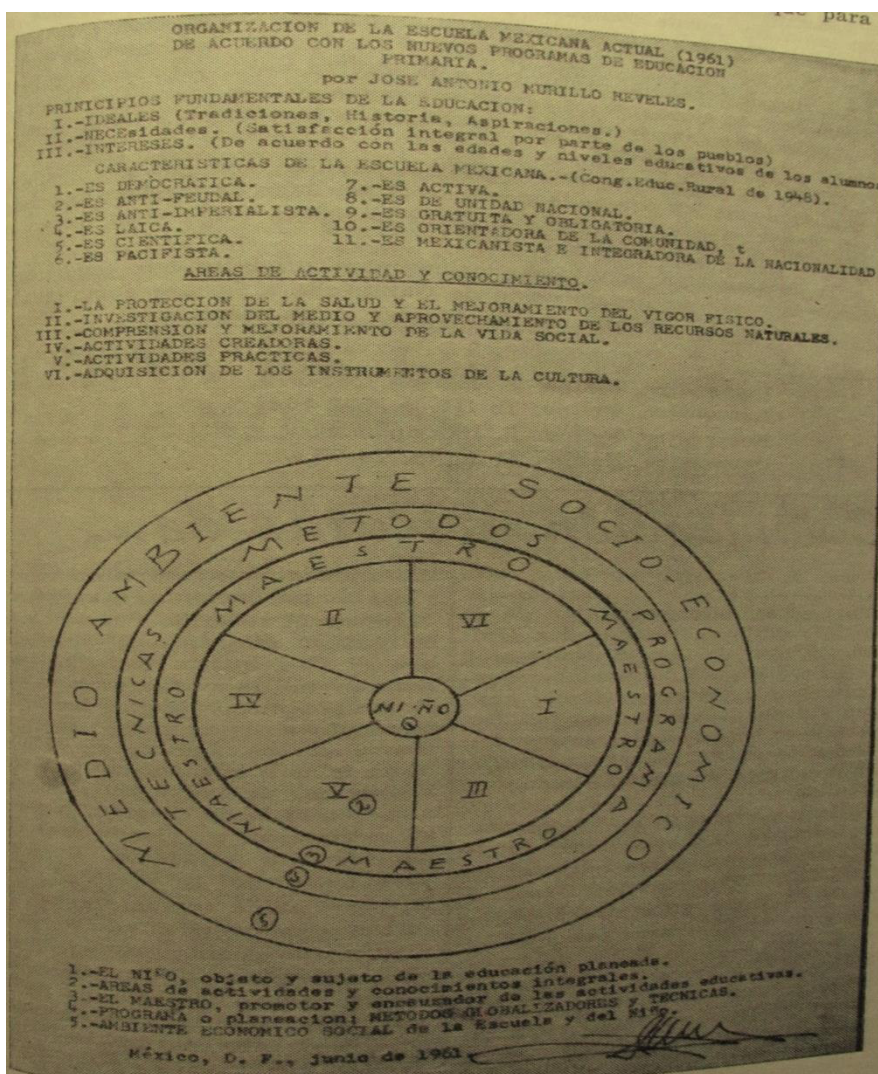 que para
ORGANIZACION DE LA ESCUELA MEXICANA ACTUAL (1961)
DE ACUERDO CON LOS NUEVOS PROGRAMAS DE EDUCACION
PRIMARIA.
por JOSE ANTONIO MURILLO REVELES.
PRINICIPIOS FUNDAMENTALES DE LA EDUCACION:
I.-IDEALES (Tradiciones, Historia, Aspiraciones.)
II.-NECEsidades. (Satisfacción integral por parte de los pueblos)
III.-INTERESES. (De acuerdo con las edades y niveles educativos de los alumnos
CARACTERISTICAS DE LA ESCUELA MEXICANA.-(Cong.Educ.Rural de 1948).
1.-ES DEMOCRATICA. 7.-ES ACTIVA.
2.-ES ANTI-FEUDAL. 8.-ES DE UNIDAD NACIONAL.
3.-ES ANTI-IMPERIALISTA. 9.-ES GRATUITA Y OBLIGATORIA.
4.-ES LAICA. 10.-ES ORIENTADORA DE LA COMUNIDAD, t
5.-ES CIENTIFICA. 11.-ES MEXICANISTA E INTEGRADORA DE LA NACIONALIDAD
6.-ES PACIFISTA.
AREAS DE ACTIVIDAD Y CONOCIMIENTO.
I.-LA PROTECCION DE LA SALUD Y EL MEJORAMIENTO DEL VIGOR FISICO.
II.-INVESTIGACION DEL MEDIO Y APROVECHAMIENTO DE LOS RECURSOS NATURALES.
III.-COMPRENSION Y MEJORAMIENTO DE LA VIDA SOCIAL.
IV.-ACTIVIDADES CREADORAS.
V.-ACTIVIDADES PRACTICAS.
VI.-ADQUISICION DE LOS INSTRUMENTOS DE LA CULTURA.
MEDIO AMBIENTE SOCIO-ECONOMICO
TECNICAS METODOS PROGRAMA
MAESTRO MAESTRO MAESTRO MAESTRO
II VI
IV NIÑO I
1
V 2 III
3
5
5
1.-EL NIÑO, objeto y sujeto de la educación planeada.
2.-AREAS de actividades y conocimientos integrales.
3.-EL MAESTRO, promotor y encauzador de las actividades educativas.
4.-PROGRAMA o planeacion; METODOS GLOBALIZADORES y TECNICAS.
5.-AMBIENTE ECONOMICO SOCIAL de la Escuela y del Niño.
México, D. F., junio de 1961.